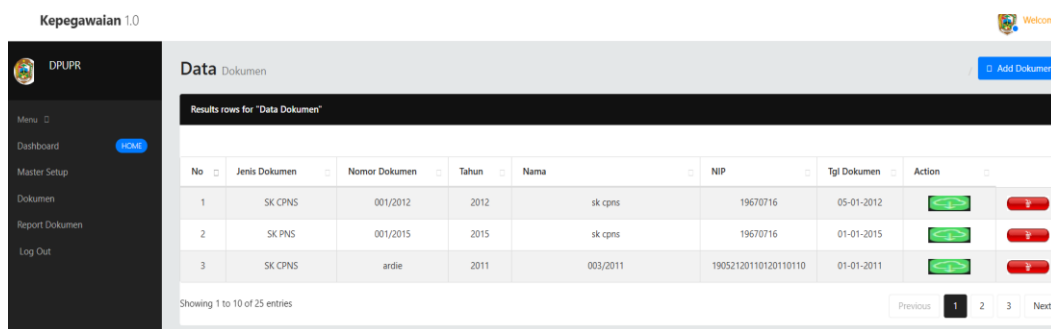 Kepegawaian 1.0
Welcom
DPUPR
Data Dokumen
/
Add Dokumen
Results rows for "Data Dokumen"
Menu
Dashboard HOME
Master Setup
Dokumen
Report Dokumen
Log Out
No Jenis Dokumen Nomor Dokumen Tahun Nama NIP Tgl Dokumen Action
1 SK CPNS 001/2012 2012 sk cpns 19670716 05-01-2012
2 SK PNS 001/2015 2015 sk cpns 19670716 01-01-2015
3 SK CPNS ardie 2011 003/2011 19052120110120110110 01-01-2011
Showing 1 to 10 of 25 entries
Previous 1 2 3 Next